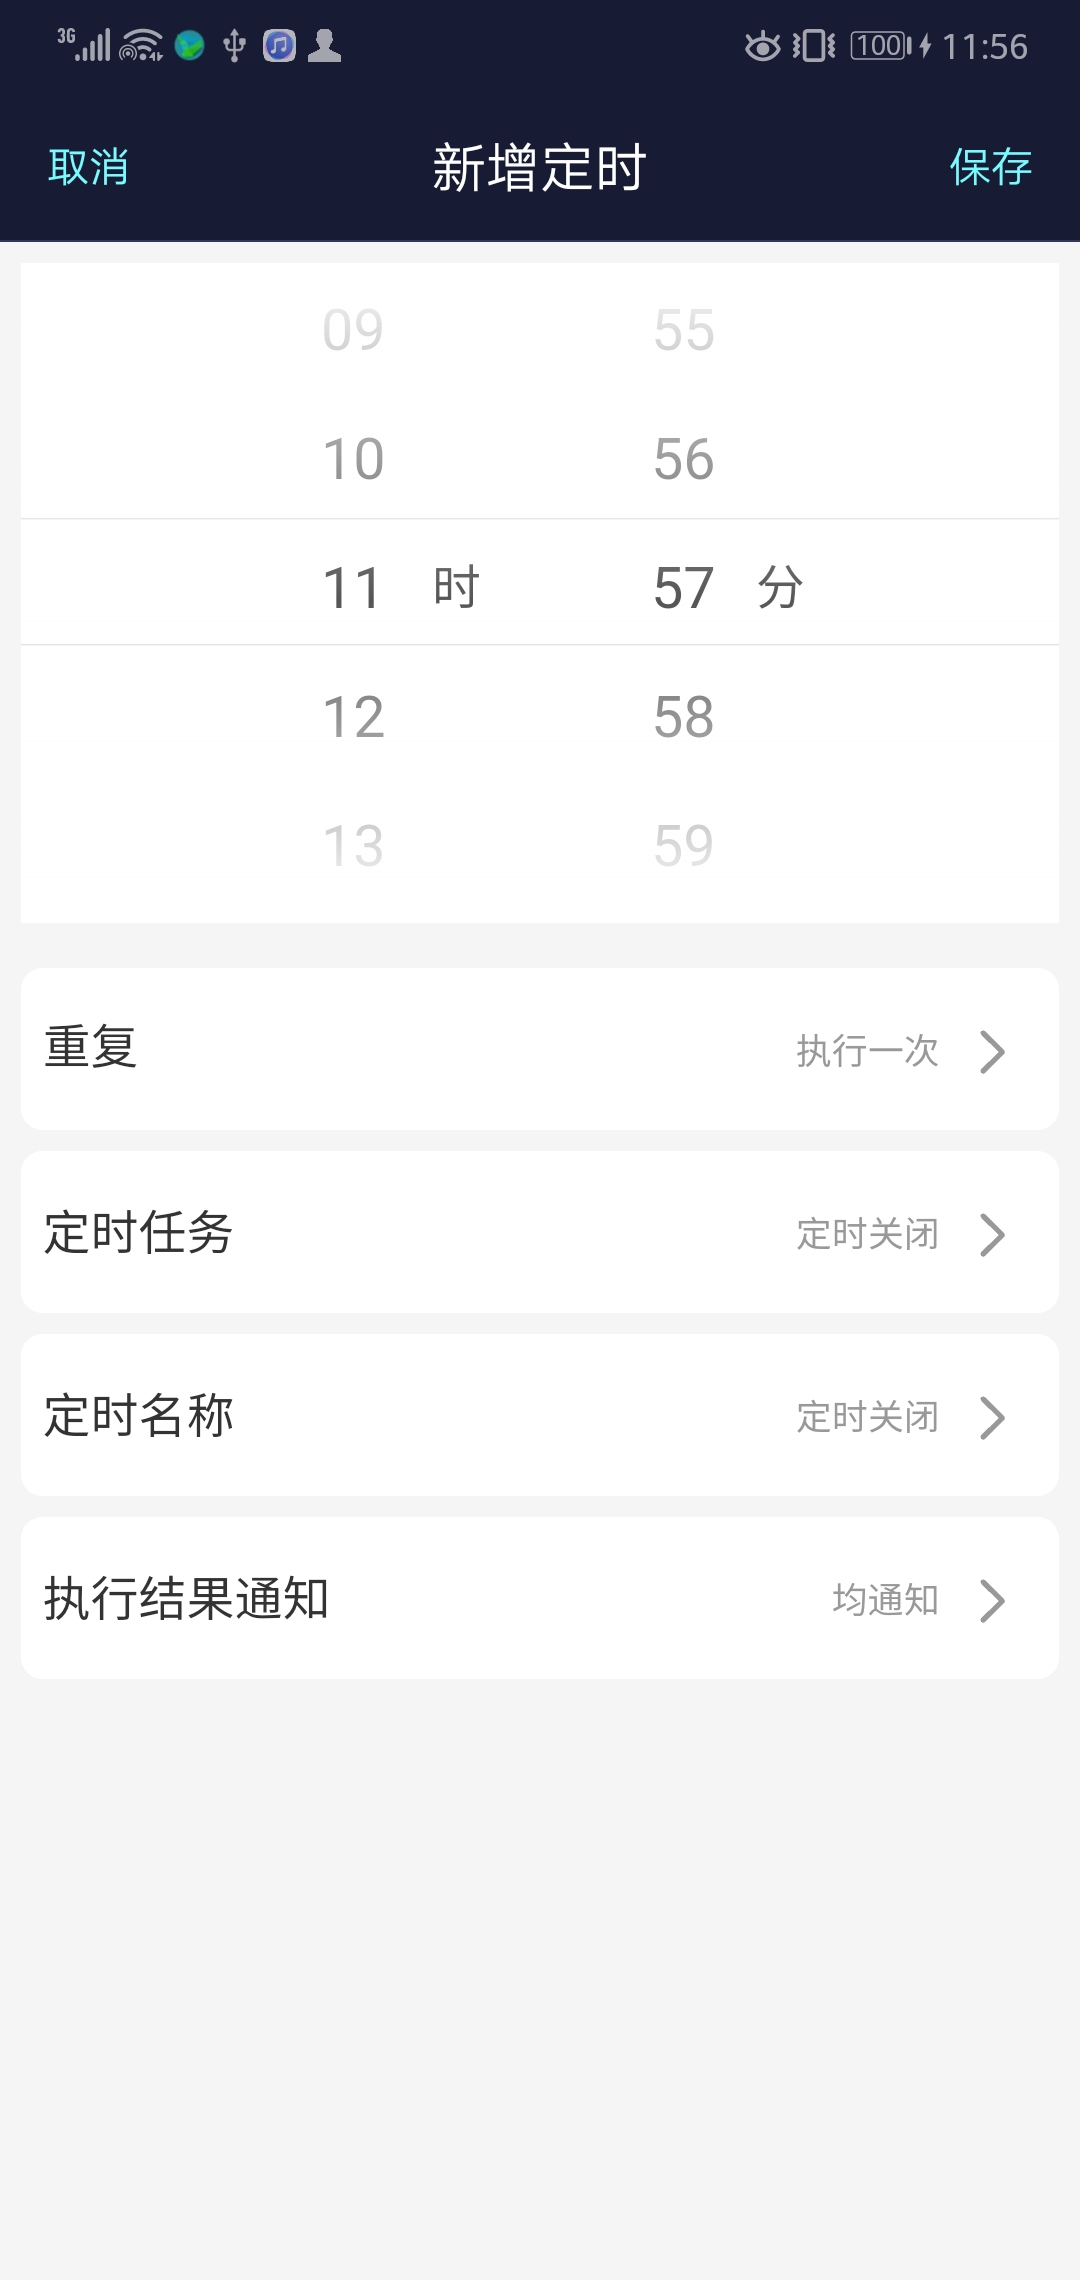 3G 100 11:56
取消 新增定时 保存
09 55
10 56
11 时 57 分
12 58
13 59
重复 执行一次
定时任务 定时关闭
定时名称 定时关闭
执行结果通知 均通知